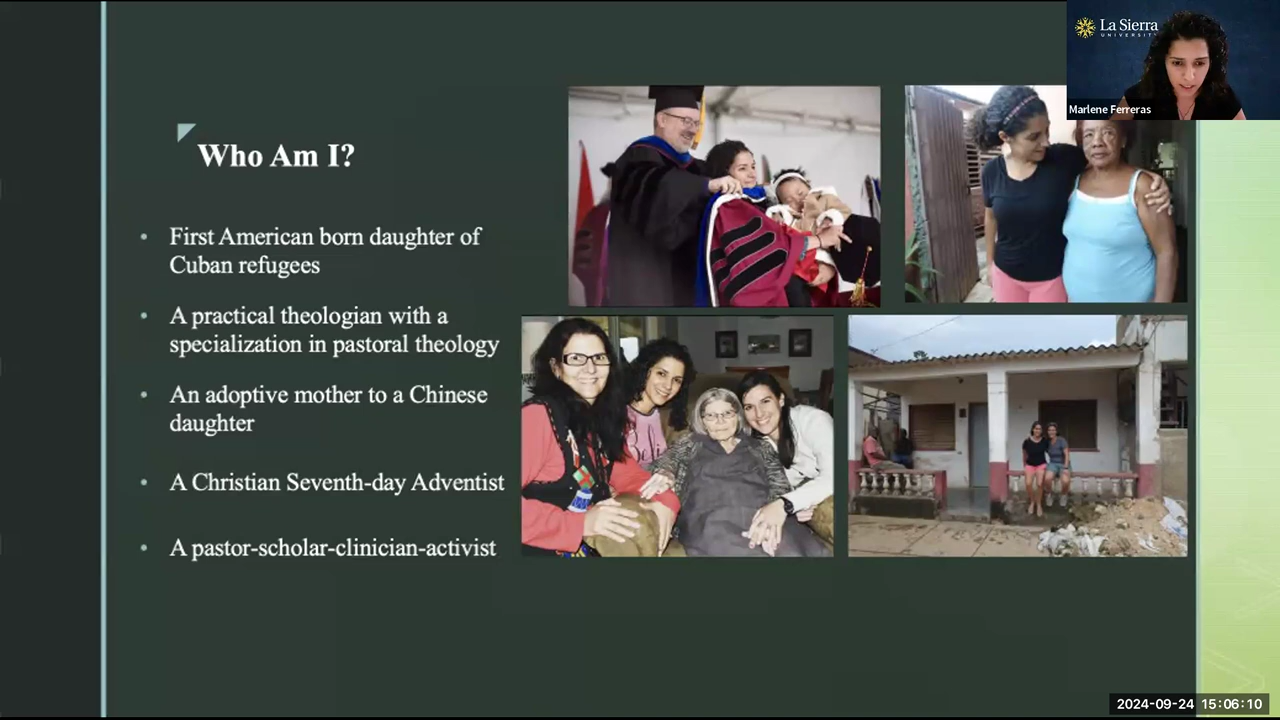 La Sierra
UNIVERSITY
Marlene Ferreras
Who Am I?
• First American born daughter of
Cuban refugees
• A practical theologian with a
specialization in pastoral theology
• An adoptive mother to a Chinese
daughter
• A Christian Seventh-day Adventist
• A pastor-scholar-clinician-activist
2024-09-24 15:06:10